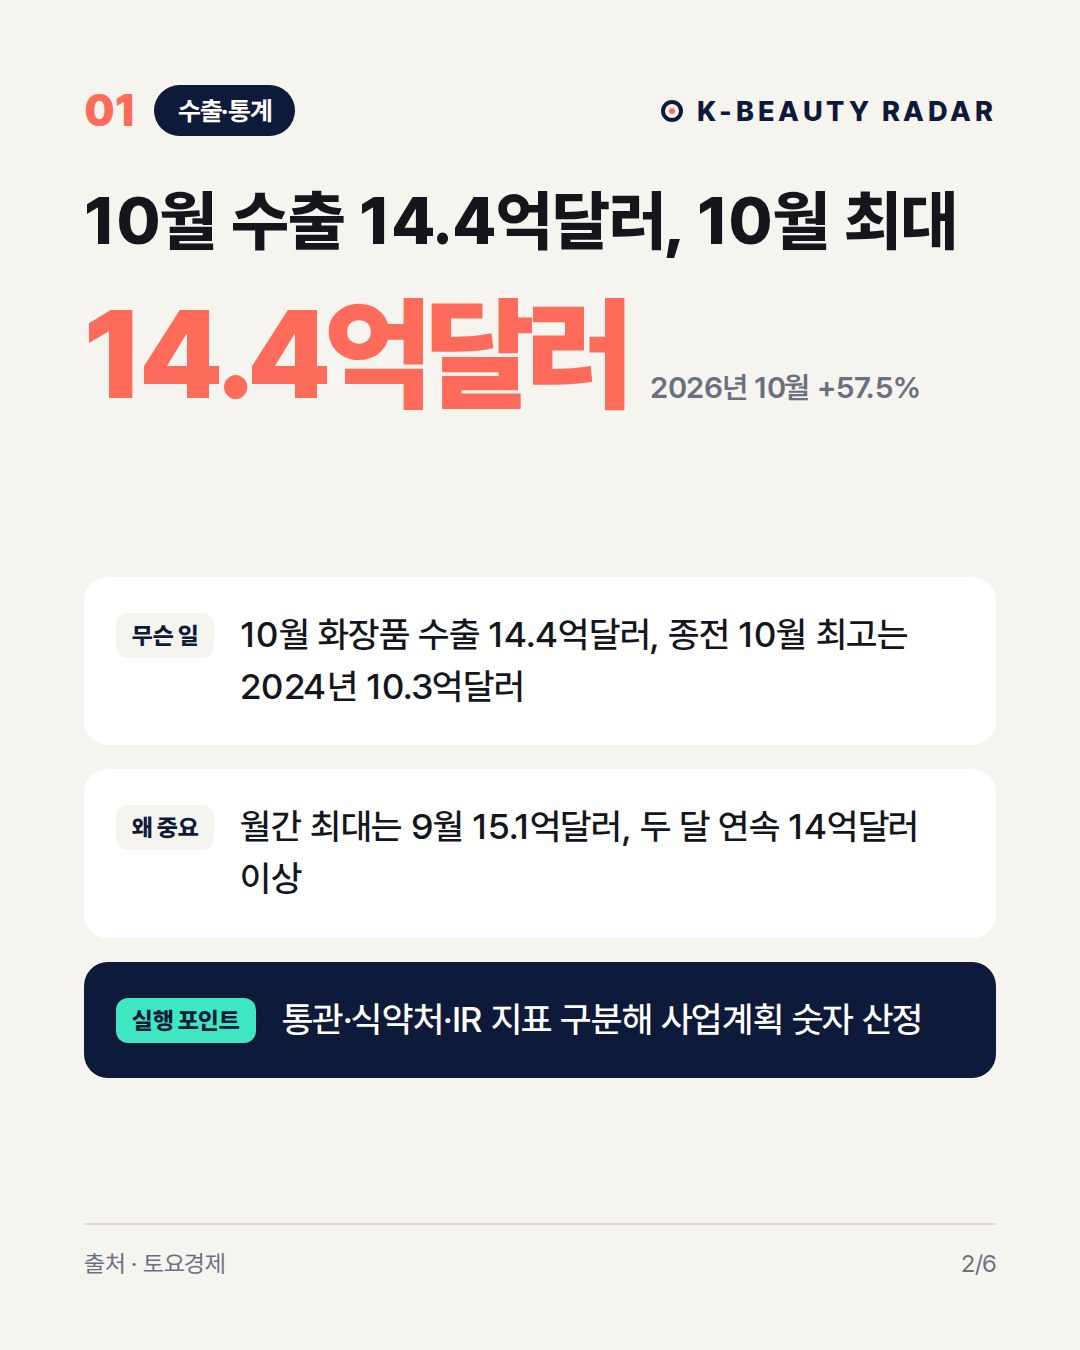 01 수출·통계
K-BEAUTY RADAR
10월 수출 14.4억달러, 10월 최대
14.4억달러 2026년 10월 +57.5%
무슨 일
10월 화장품 수출 14.4억달러, 종전 10월 최고는
2024년 10.3억달러
왜 중요
월간 최대는 9월 15.1억달러, 두 달 연속 14억달러
이상
실행 포인트
통관·식약처·IR 지표 구분해 사업계획 숫자 산정
출처 · 토요경제
2/6